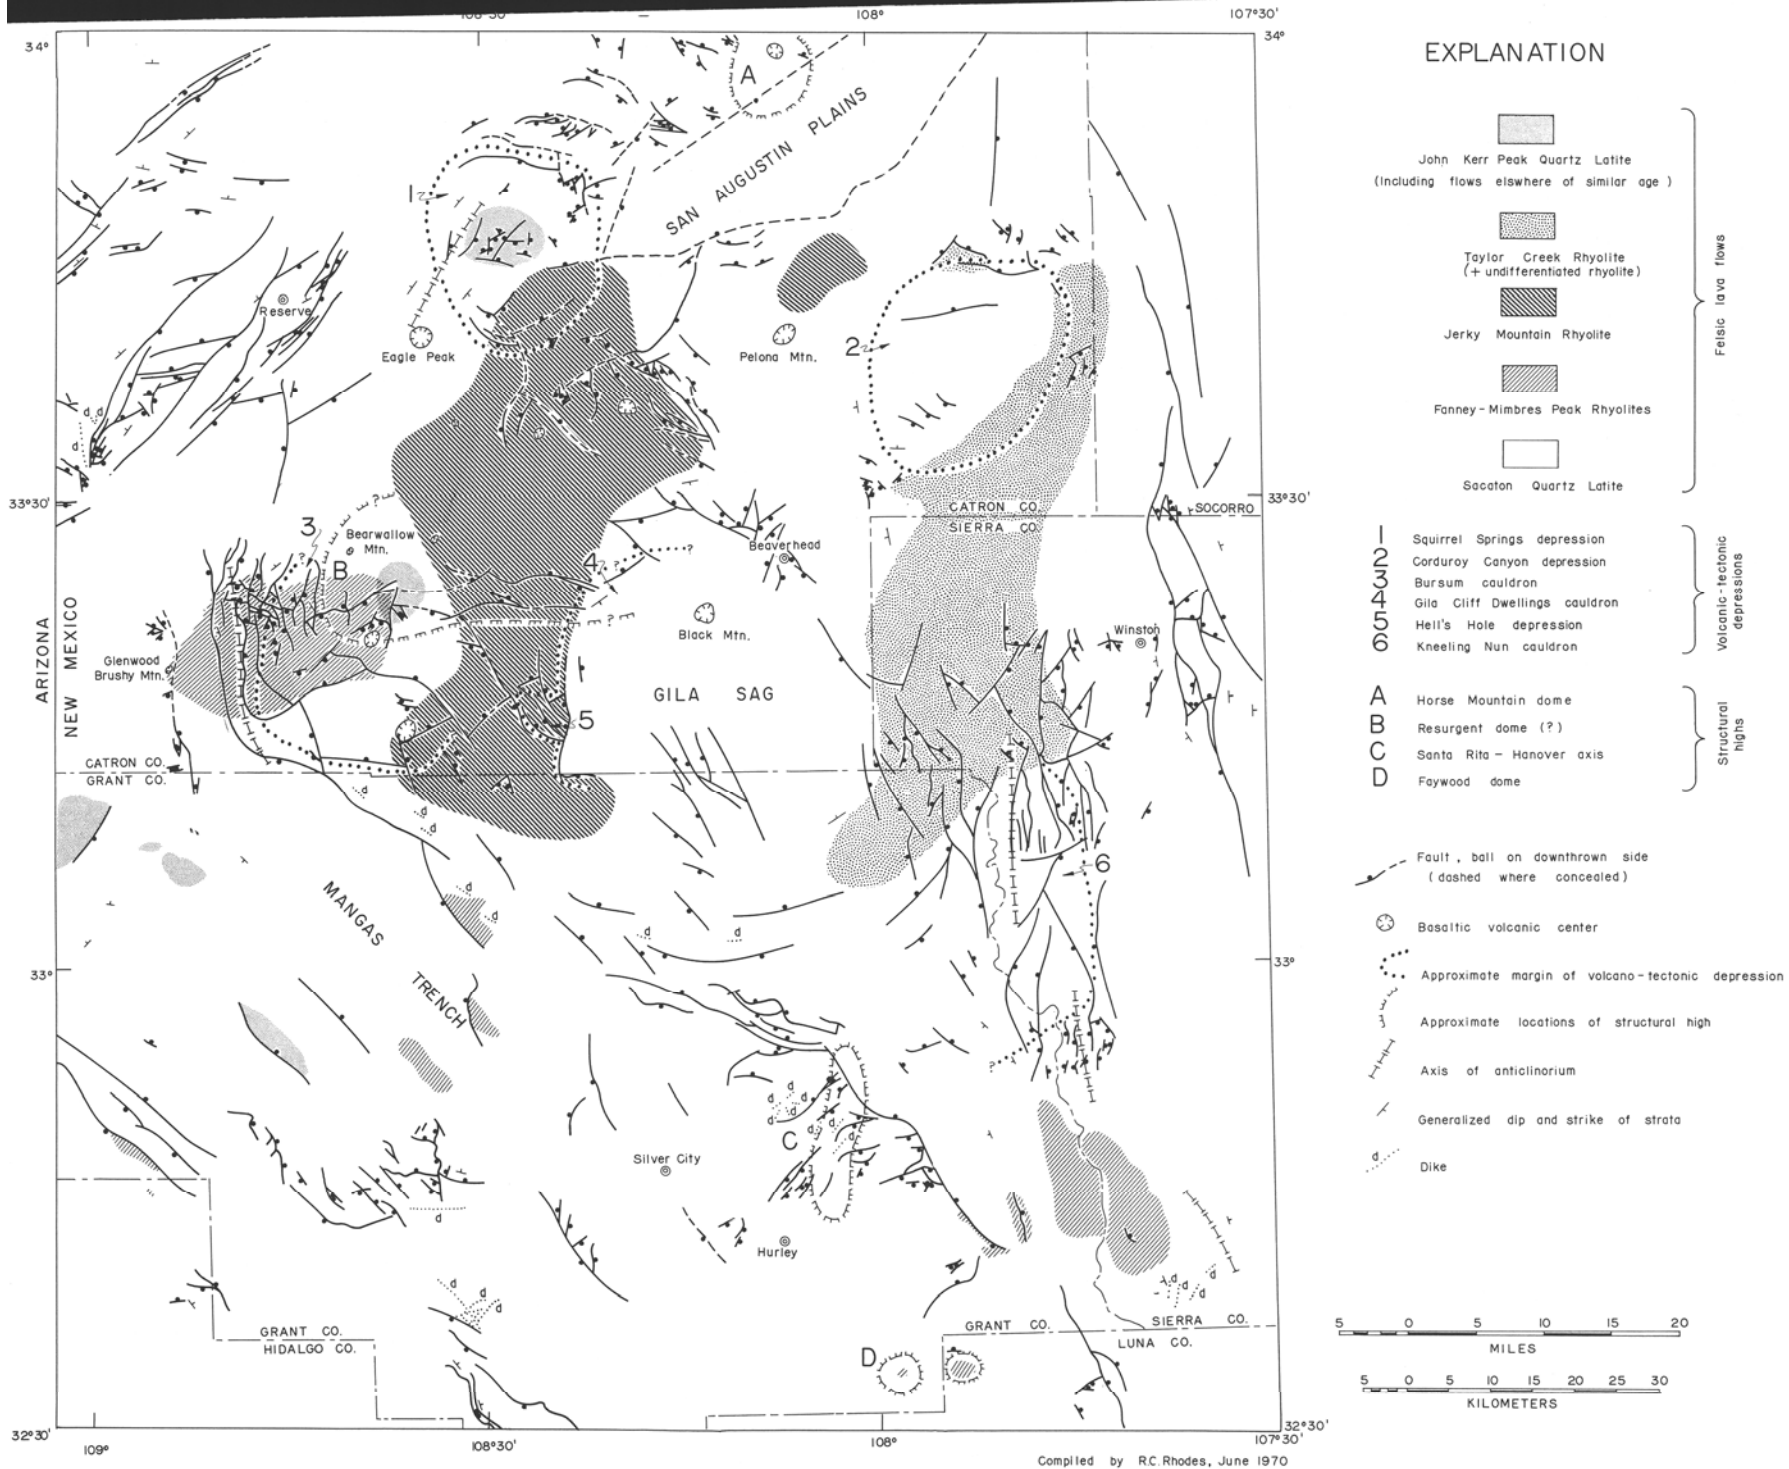 108°
107°30'
34°
34°
A
SAN AUGUSTIN PLAINS
1
2
Reserve
Eagle Peak
Pelona Mtn.
2
2
d d
d
33°30'
33°30'
CATRON CO.
SIERRA CO.
SOCORRO
?
3
Bearwallow
Mtn.
?
B
4
? ?
?
Beaverhead
?
Black Mtn.
Winston
Glenwood
Brushy Mtn.
ARIZONA
NEW MEXICO
GILA SAG
5
CATRON CO.
GRANT CO.
d
d
d
6
MANGAS
TRENCH
d
d
d
d
33°
33°
?
d
d
d
d
d
d
d
C
Silver City
Hurley
d
d
d
d
d
d
d
d
d
GRANT CO.
HIDALGO CO.
GRANT CO.
SIERRA CO.
LUNA CO.
D
32°30'
32°30'
109°
108°30'
108°
107°30'
Compiled by R.C. Rhodes, June 1970
EXPLANATION
John Kerr Peak Quartz Latite
(Including flows elswhere of similar age )
Taylor Creek Rhyolite
(+ undifferentiated rhyolite)
Jerky Mountain Rhyolite
Fanney-Mimbres Peak Rhyolites
Sacaton Quartz Latite
Felsic lava flows
1 Squirrel Springs depression
2 Corduroy Canyon depression
3 Bursum cauldron
4 Gila Cliff Dwellings cauldron
5 Hell's Hole depression
6 Kneeling Nun cauldron
Volcanic-tectonic
depressions
A Horse Mountain dome
B Resurgent dome (?)
C Santa Rita - Hanover axis
D Faywood dome
Structural
highs
Fault, ball on downthrown side
(dashed where concealed)
Basaltic volcanic center
Approximate margin of volcano-tectonic depression
Approximate locations of structural high
Axis of anticlinorium
Generalized dip and strike of strata
d
Dike
5 0 5 10 15 20
MILES
5 0 5 10 15 20 25 30
KILOMETERS